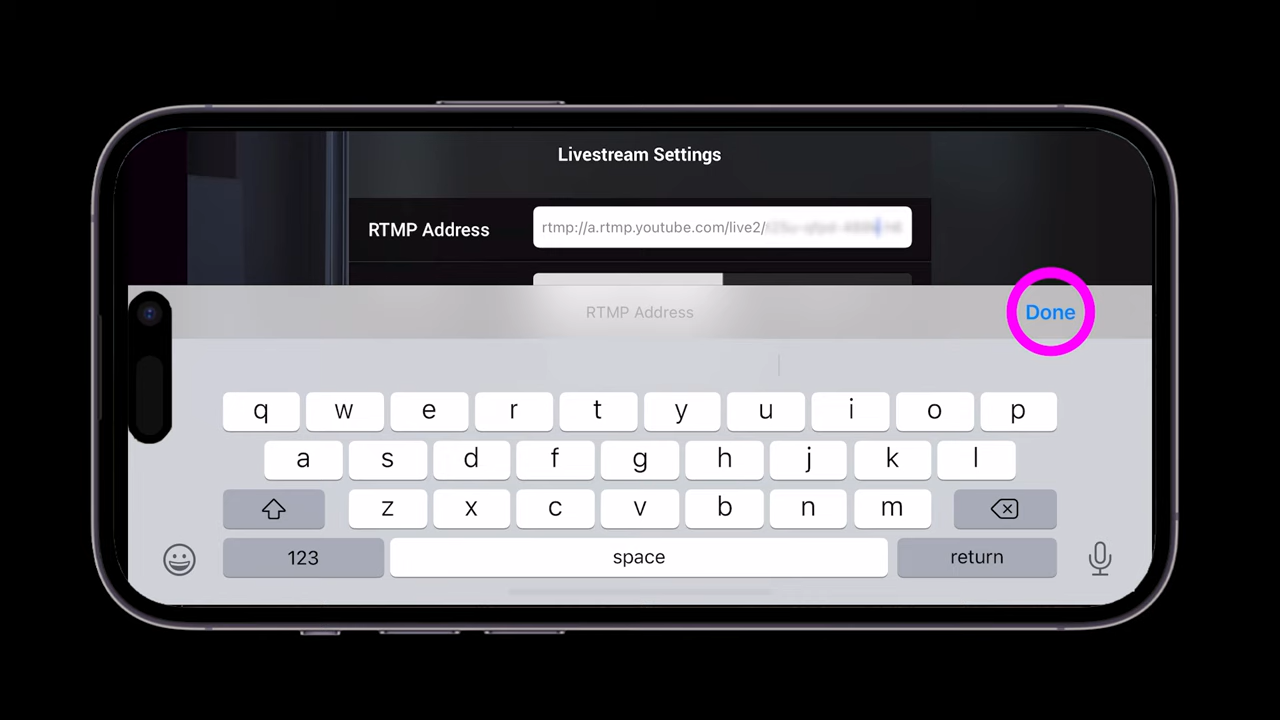 Livestream Settings
RTMP Address
rtmp://a.rtmp.youtube.com/live2/
RTMP Address
Done
q w e r t y u i o p
a s d f g h j k l
z x c v b n m
123 space return